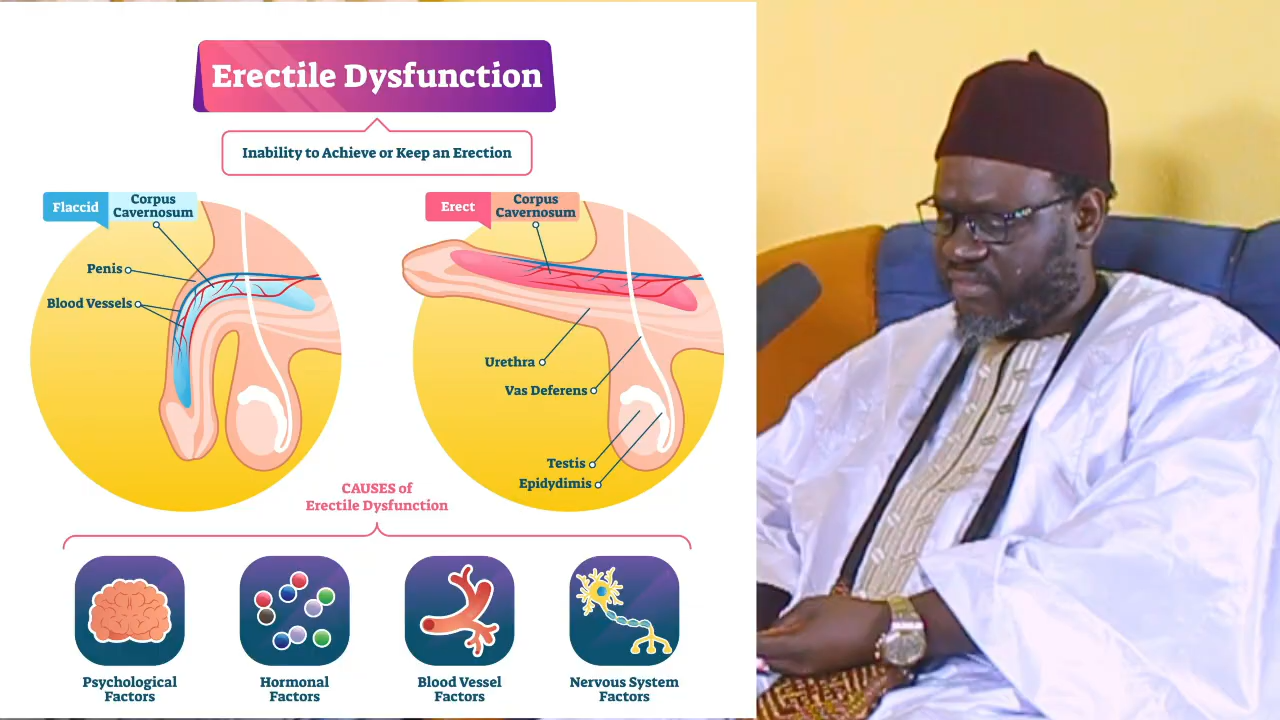 Erectile Dysfunction
Inability to Achieve or Keep an Erection
Flaccid
Corpus
Cavernosum
Penis
Blood Vessels
Erect
Corpus
Cavernosum
Urethra
Vas Deferens
Testis
Epidydimis
CAUSES of
Erectile Dysfunction
Psychological
Factors
Hormonal
Factors
Blood Vessel
Factors
Nervous System
Factors